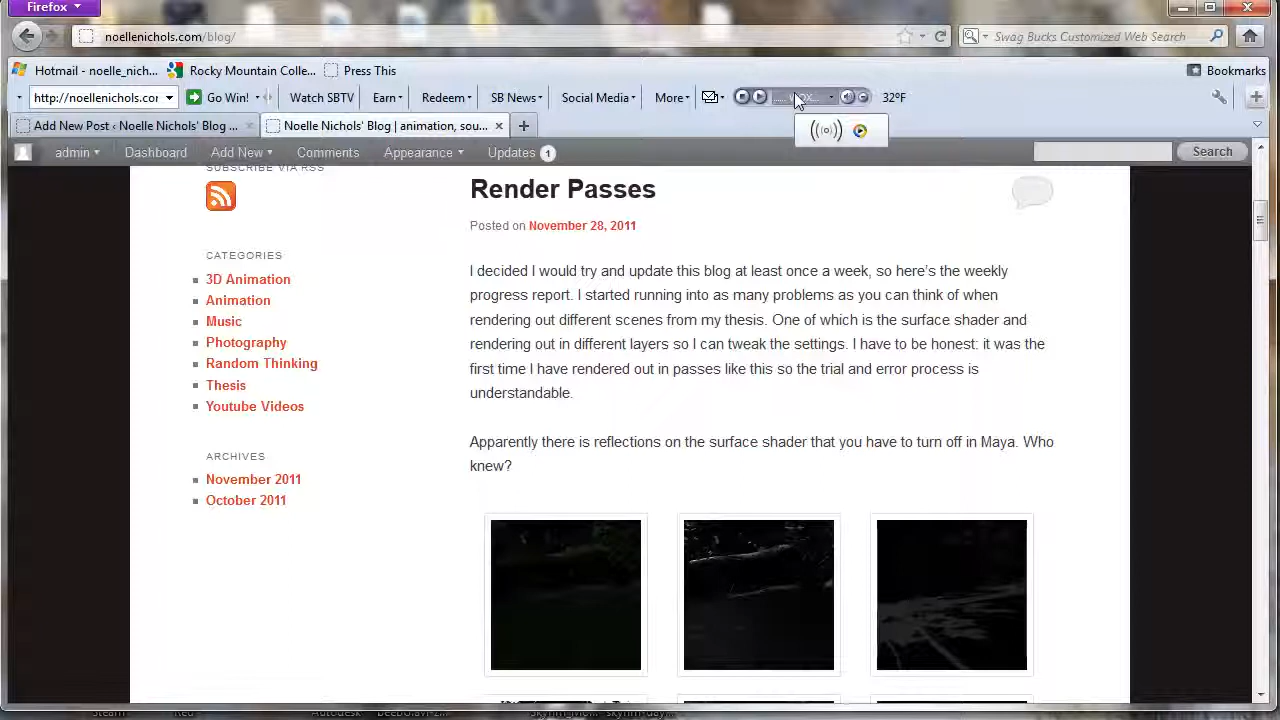 Firefox
noellenichols.com/blog/
Swag Bucks Customized Web Search
Hotmail - noelle_nich...
Rocky Mountain Colle...
Press This
Bookmarks
http://noellenichols.cor
Go Win!
Watch SBTV
Earn
Redeem
SB News
Social Media
More
32°F
Add New Post ‹ Noelle Nichols' Blog ...
Noelle Nichols' Blog | animation, sou...
admin
Dashboard
Add New
Comments
Appearance
Updates 1
Search
SUBSCRIBE VIA RSS
CATEGORIES
3D Animation
Animation
Music
Photography
Random Thinking
Thesis
Youtube Videos
ARCHIVES
November 2011
October 2011
Render Passes
Posted on November 28, 2011
I decided I would try and update this blog at least once a week, so here's the weekly
progress report. I started running into as many problems as you can think of when
rendering out different scenes from my thesis. One of which is the surface shader and
rendering out in different layers so I can tweak the settings. I have to be honest: it was the
first time I have rendered out in passes like this so the trial and error process is
understandable.
Apparently there is reflections on the surface shader that you have to turn off in Maya. Who
knew?
Steam
Red
Autodesk